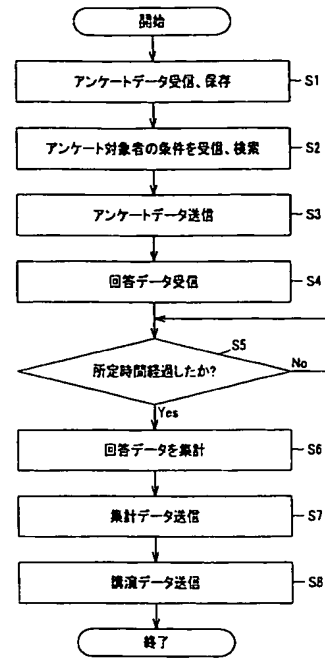 開始
アンケートデータ受信、保存
S1
アンケート対象者の条件を受信、検索
S2
アンケートデータ送信
S3
回答データ受信
S4
所定時間経過したか?
S5
No
Yes
回答データを集計
S6
集計データ送信
S7
講演データ送信
S8
終了